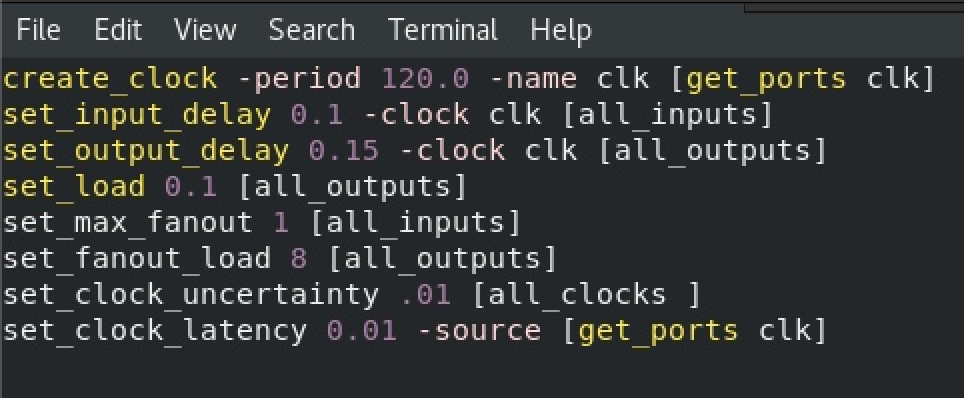 File Edit View Search Terminal Help
create_clock -period 120.0 -name clk [get_ports clk]
set_input_delay 0.1 -clock clk [all_inputs]
set_output_delay 0.15 -clock clk [all_outputs]
set_load 0.1 [all_outputs]
set_max_fanout 1 [all_inputs]
set_fanout_load 8 [all_outputs]
set_clock_uncertainty .01 [all_clocks ]
set_clock_latency 0.01 -source [get_ports clk]